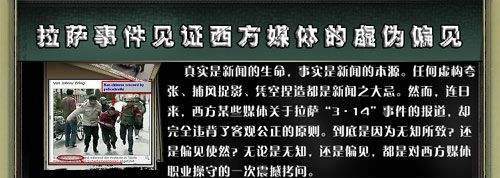 拉萨事件见证西方媒体的虚伪偏见
真实是新闻的生命，事实是新闻的本源。任何虚构夸
张、捕风捉影、凭空捏造都是新闻之大忌。然而，连日
来，西方某些媒体关于拉萨“3·14”事件的报道，却
完全违背了客观公正的原则。到底是因为无知所致？还
是偏见使然？无论是无知，还是偏见，都是对西方媒体
职业操守的一次震撼拷问。